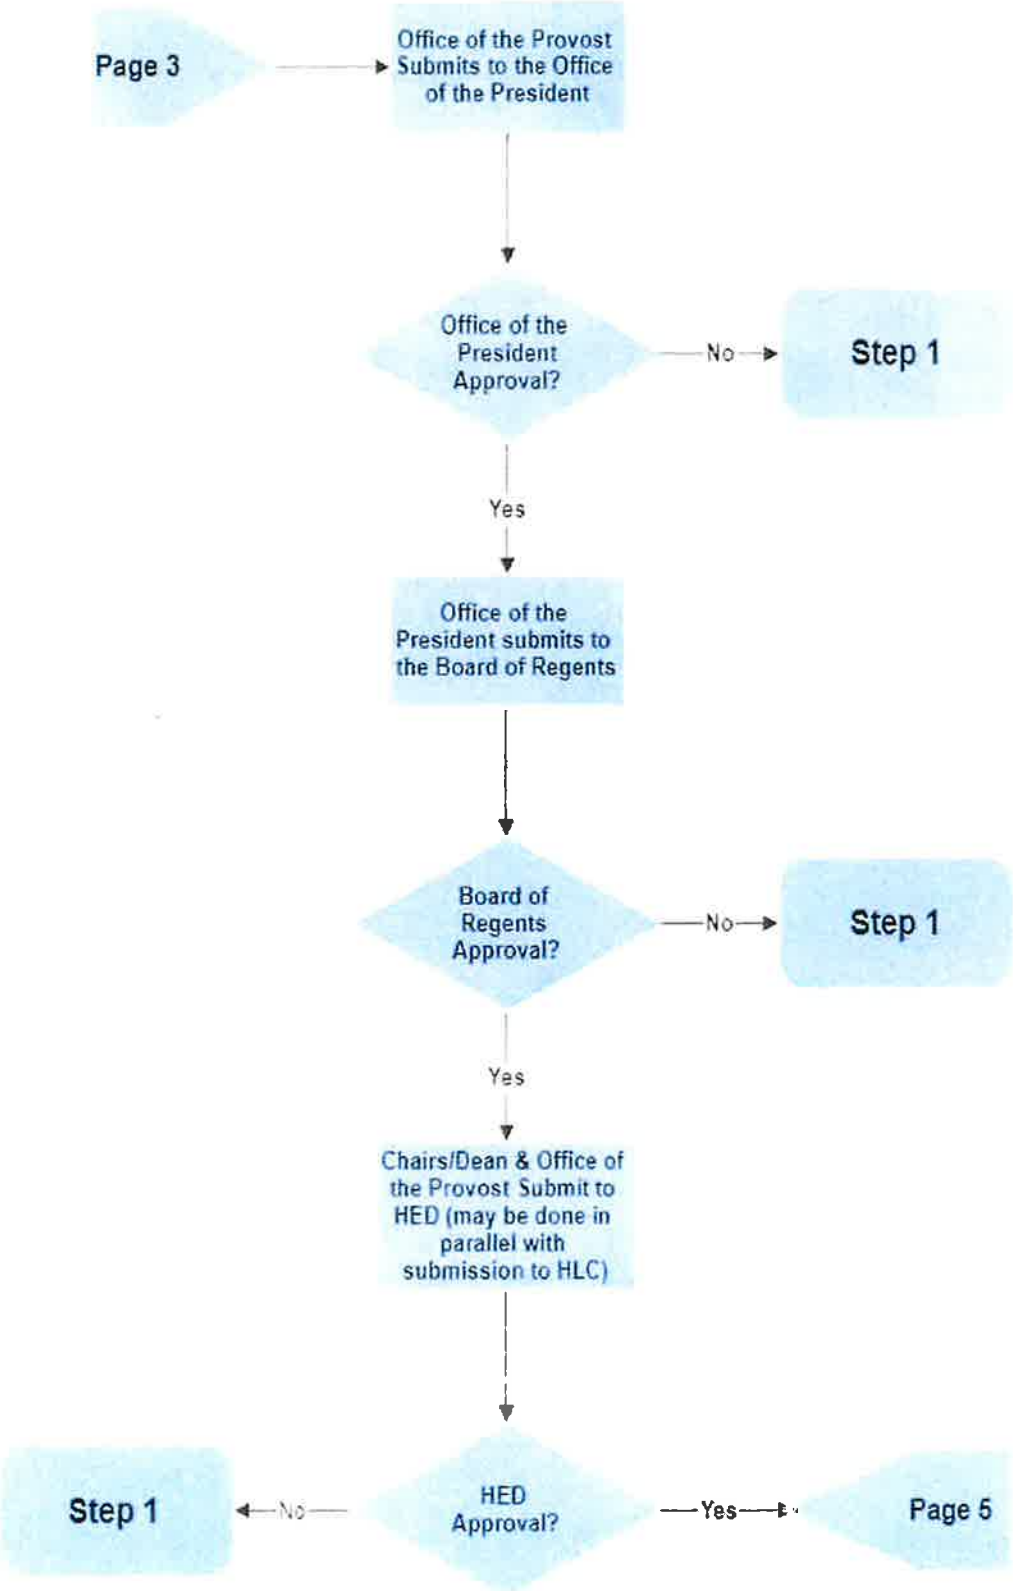 Page 3
Office of the Provost
Submits to the Office
of the President
Office of the
President
Approval?
No
Step 1
Yes
Office of the
President submits to
the Board of Regents
Board of
Regents
Approval?
No
Step 1
Yes
Chairs/Dean & Office of
the Provost Submit to
HED (may be done in
parallel with
submission to HLC)
Step 1
No
HED
Approval?
Yes
Page 5